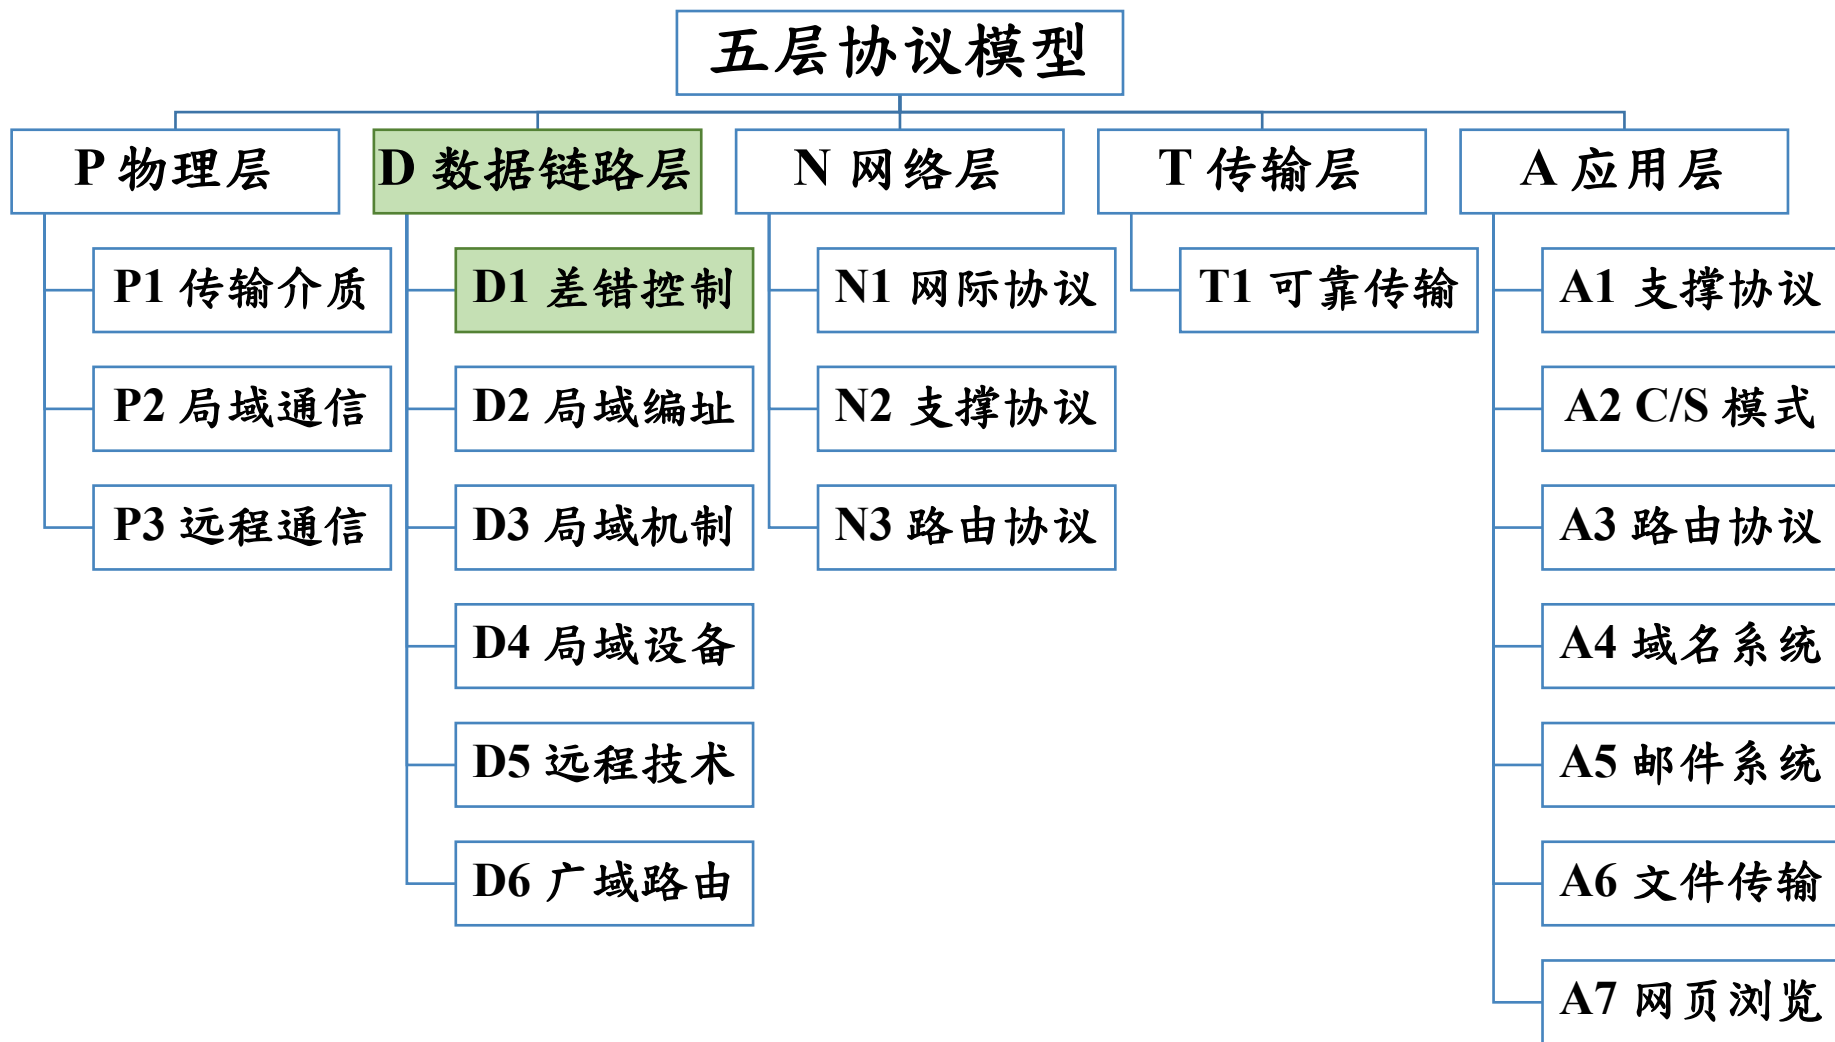 五层协议模型
P 物理层
D 数据链路层
N 网络层
T 传输层
A 应用层
P1 传输介质
P2 局域通信
P3 远程通信
D1 差错控制
D2 局域编址
D3 局域机制
D4 局域设备
D5 远程技术
D6 广域路由
N1 网际协议
N2 支撑协议
N3 路由协议
T1 可靠传输
A1 支撑协议
A2 C/S 模式
A3 路由协议
A4 域名系统
A5 邮件系统
A6 文件传输
A7 网页浏览